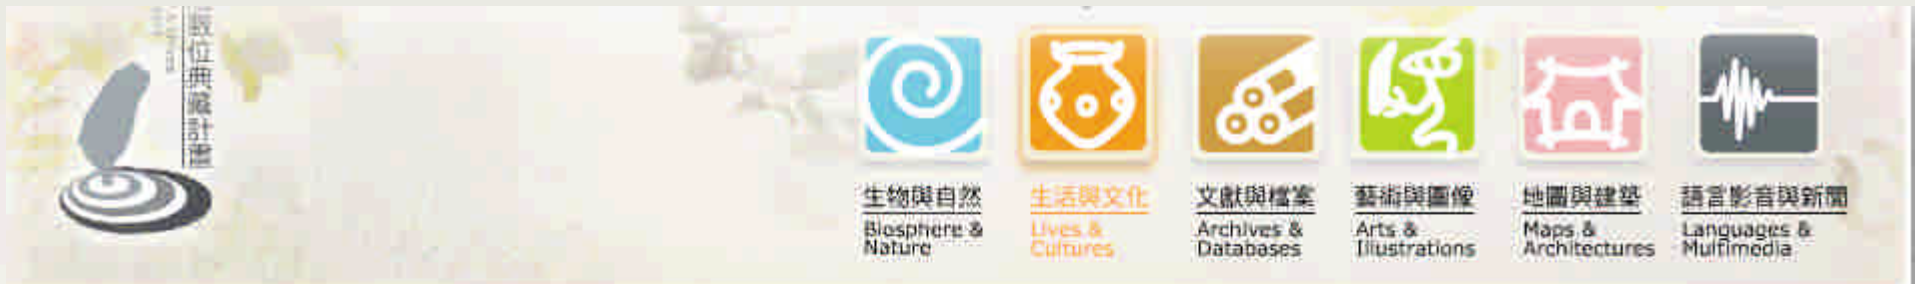 數位典藏計畫
生物與自然
Biosphere &
Nature
生活與文化
Lives &
Cultures
文獻與檔案
Archives &
Databases
藝術與圖像
Arts &
Illustrations
地圖與建築
Maps &
Architectures
語言影音與新聞
Languages &
Multimedia